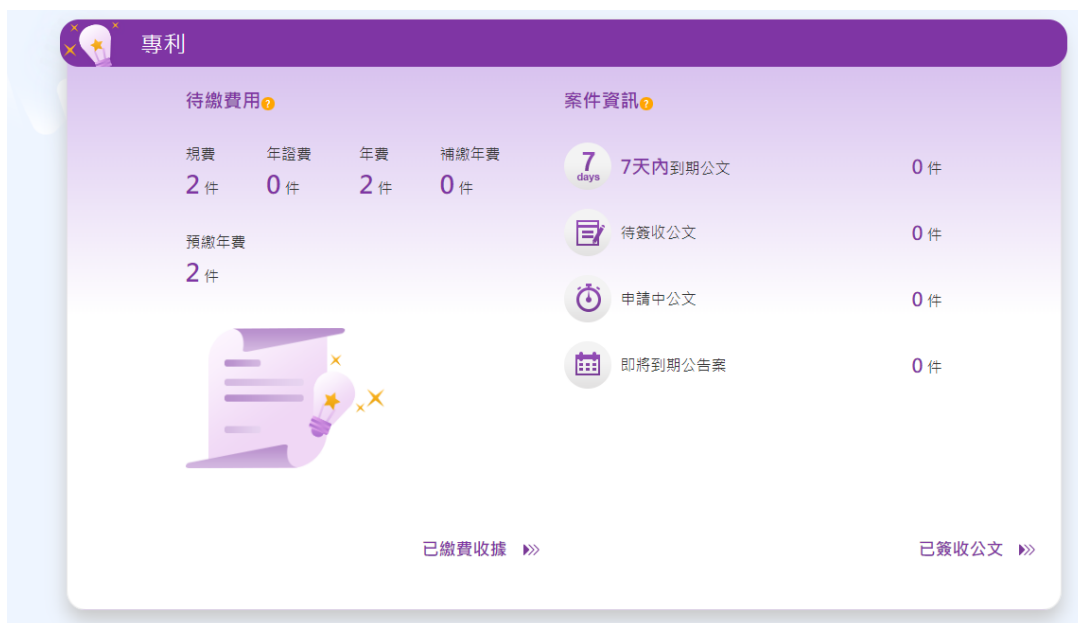 專利
待繳費用?
規費 年證費 年費 補繳年費
2 件 0 件 2 件 0 件
預繳年費
2 件
已繳費收據
案件資訊?
7 days 7天內到期公文 0 件
待簽收公文 0 件
申請中公文 0 件
即將到期公告案 0 件
已簽收公文